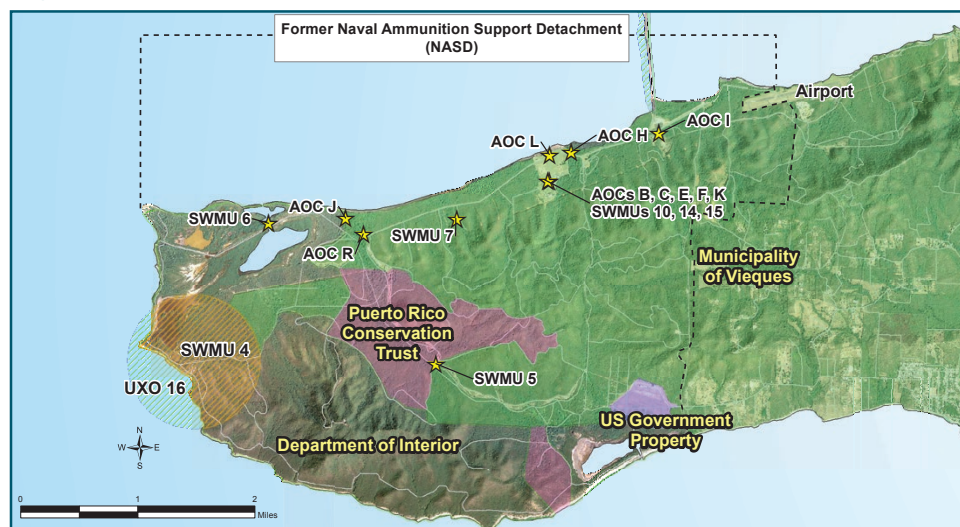 Former Naval Ammunition Support Detachment
(NASD)
Airport
AOC I
AOC L
AOC H
AOCs B, C, E, F, K
SWMUs 10, 14, 15
AOC J
SWMU 6
SWMU 7
AOC R
Municipality
of Vieques
Puerto Rico
Conservation
Trust
SWMU 4
SWMU 5
UXO 16
US Government
Property
Department of Interior
N
W E
S
0 1 2
Miles